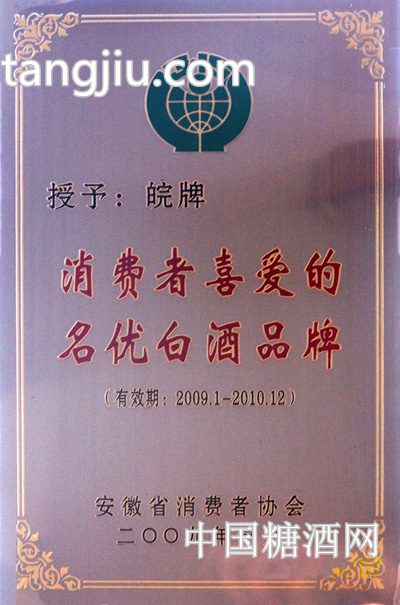 tangjiu.com
授予：皖牌
消费者喜爱的
名优白酒品牌
（有效期：2009.1-2010.12）
安徽省消费者协会
二〇〇九年
中国糖酒网